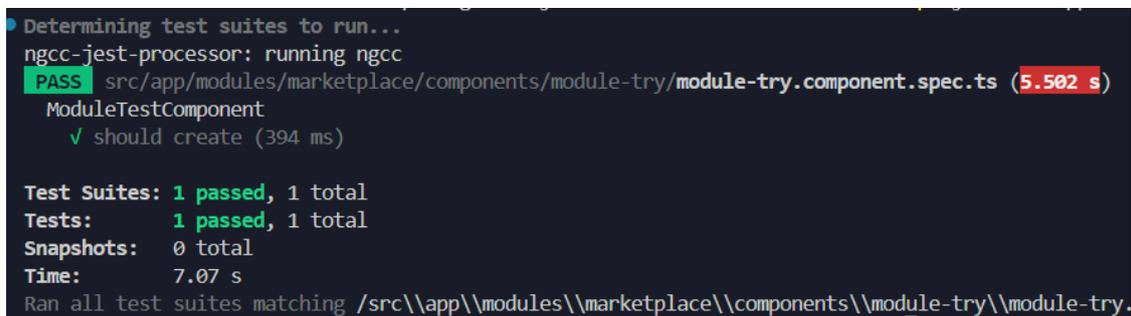 Determining test suites to run...
ngcc-jest-processor: running ngcc
PASS src/app/modules/marketplace/components/module-try/module-try.component.spec.ts (5.502 s)
ModuleTestComponent
√ should create (394 ms)
Test Suites: 1 passed, 1 total
Tests: 1 passed, 1 total
Snapshots: 0 total
Time: 7.07 s
Ran all test suites matching /src\\app\\modules\\marketplace\\components\\module-try\\module-try.